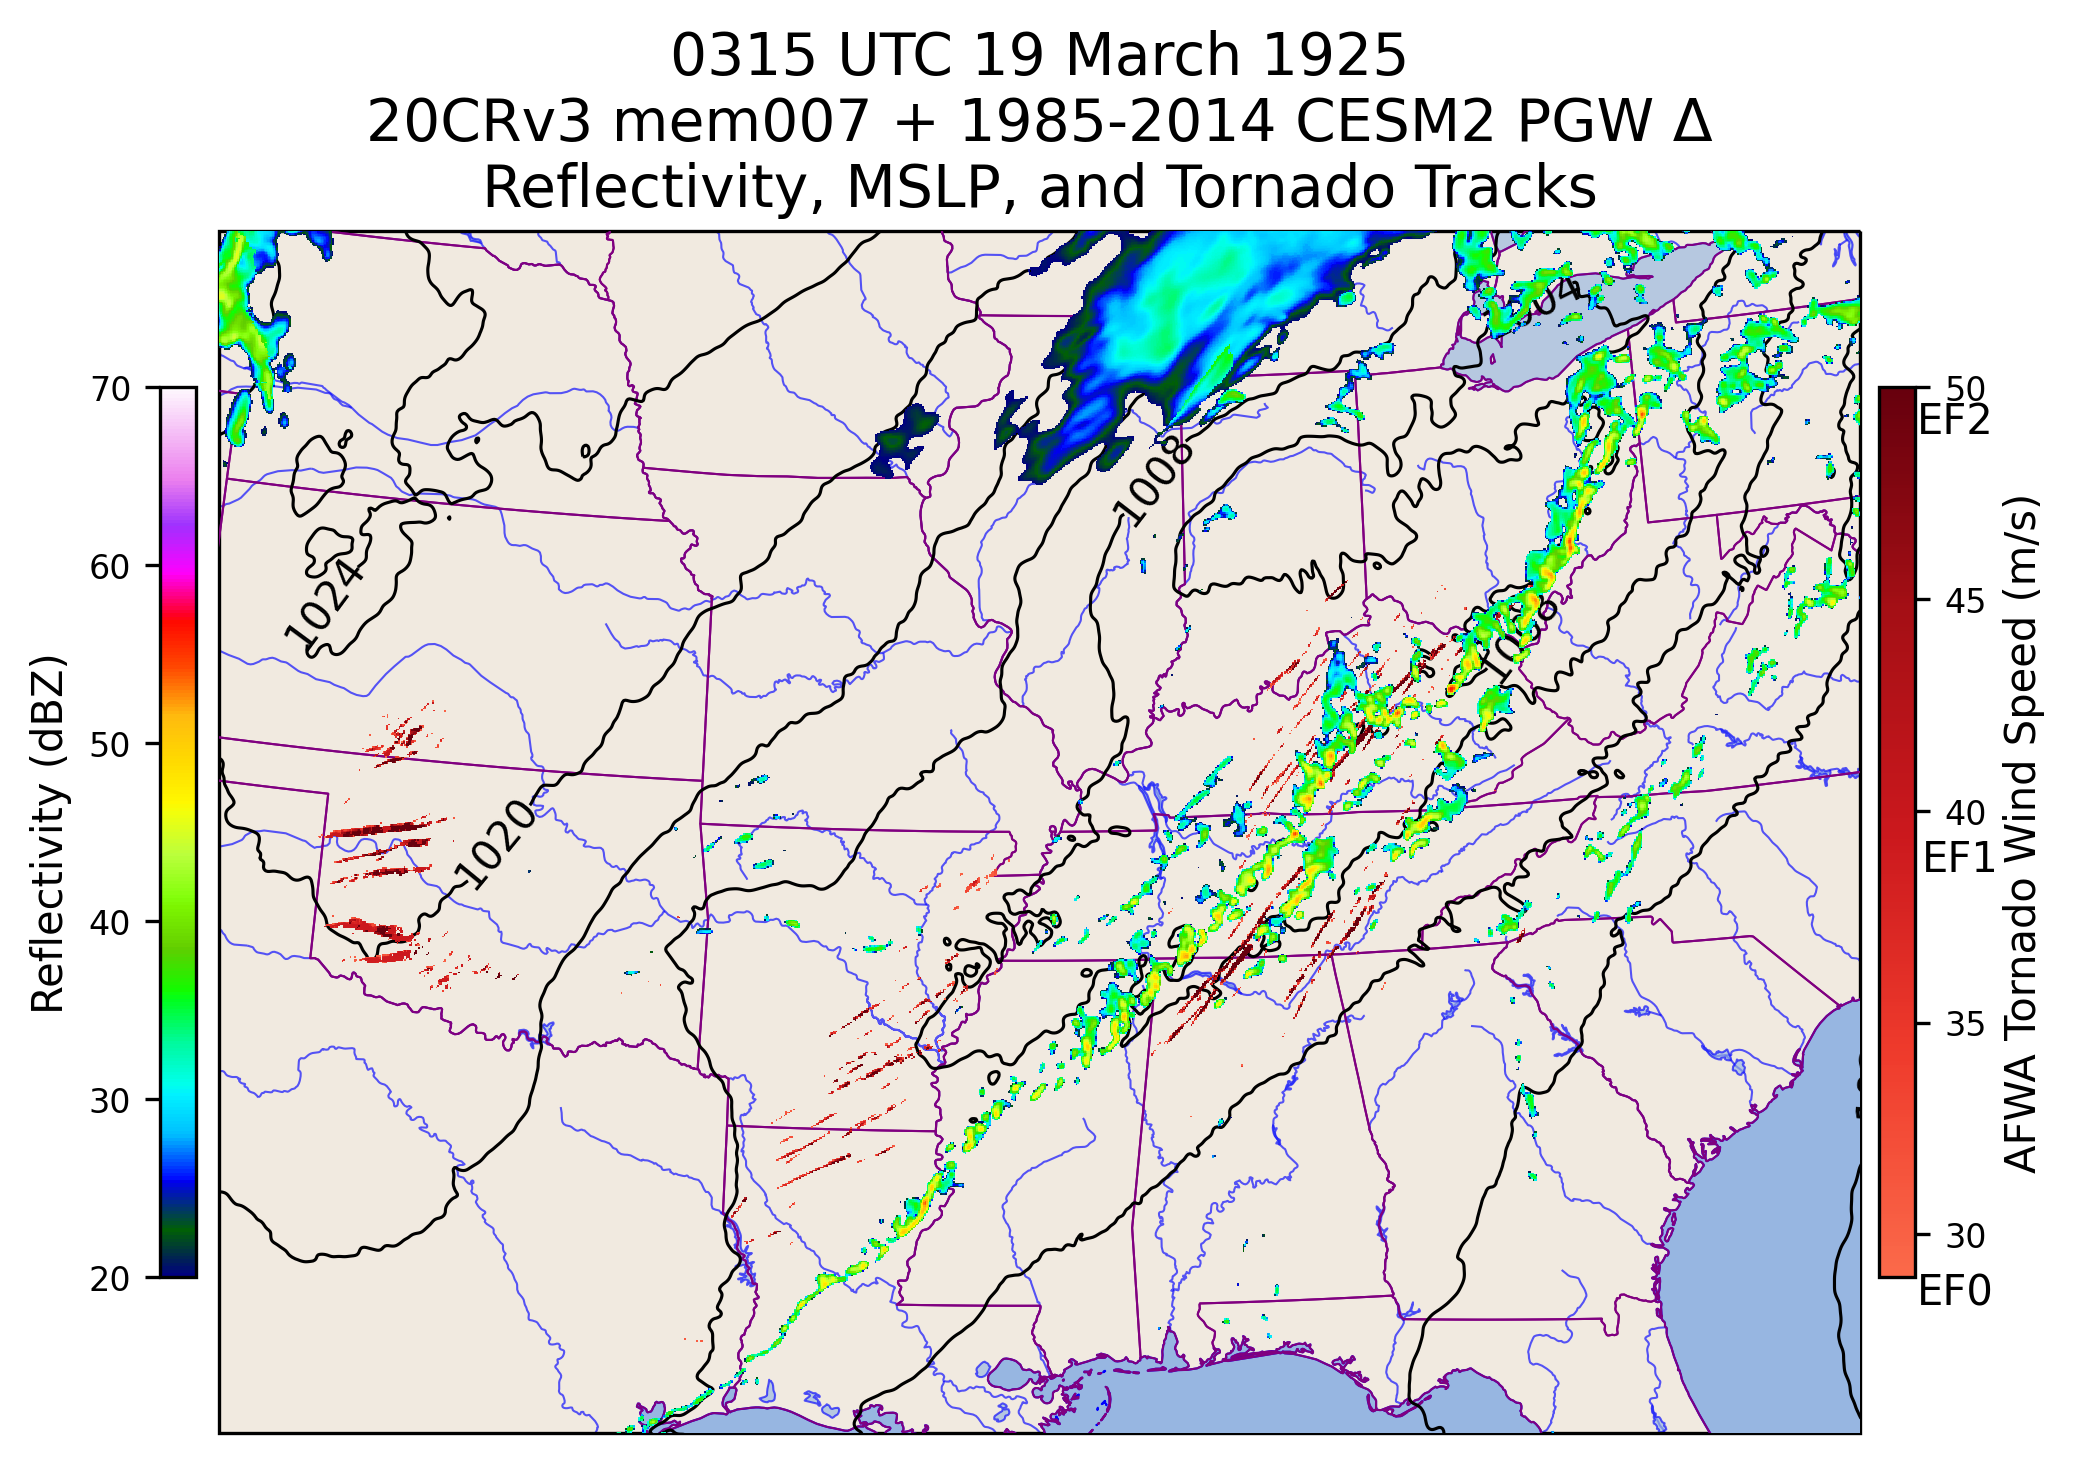 0315 UTC 19 March 1925
20CRv3 mem007 + 1985-2014 CESM2 PGW Δ
Reflectivity, MSLP, and Tornado Tracks
70
60
50
40
30
20
Reflectivity (dBZ)
1024
1020
1008
50
EF2
45
40
EF1
35
30
EF0
AFWA Tornado Wind Speed (m/s)